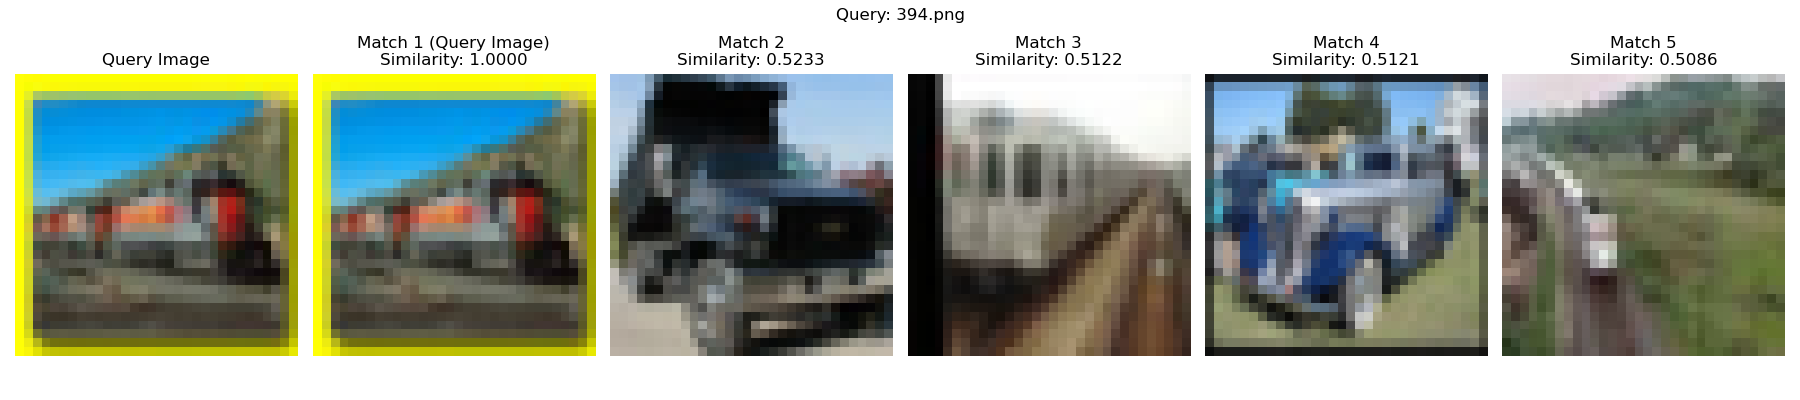 Query: 394.png
Query Image
Match 1 (Query Image)
Similarity: 1.0000
Match 2
Similarity: 0.5233
Match 3
Similarity: 0.5122
Match 4
Similarity: 0.5121
Match 5
Similarity: 0.5086